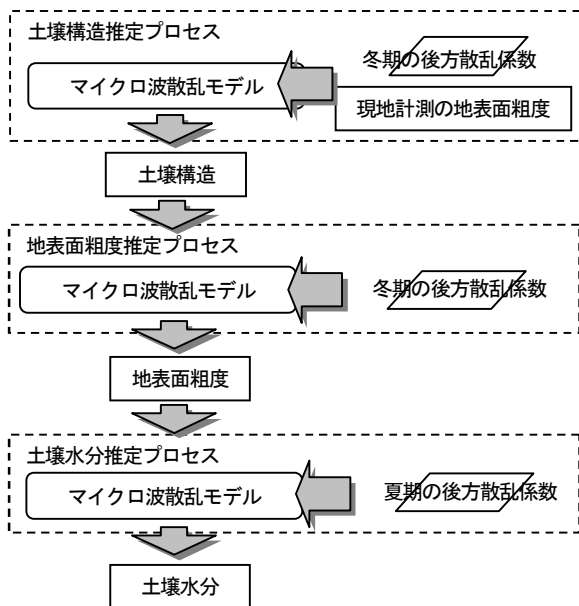 土壌構造推定プロセス
冬期の後方散乱係数
マイクロ波散乱モデル
現地計測の地表面粗度
土壌構造
地表面粗度推定プロセス
マイクロ波散乱モデル
冬期の後方散乱係数
地表面粗度
土壌水分推定プロセス
マイクロ波散乱モデル
夏期の後方散乱係数
土壌水分